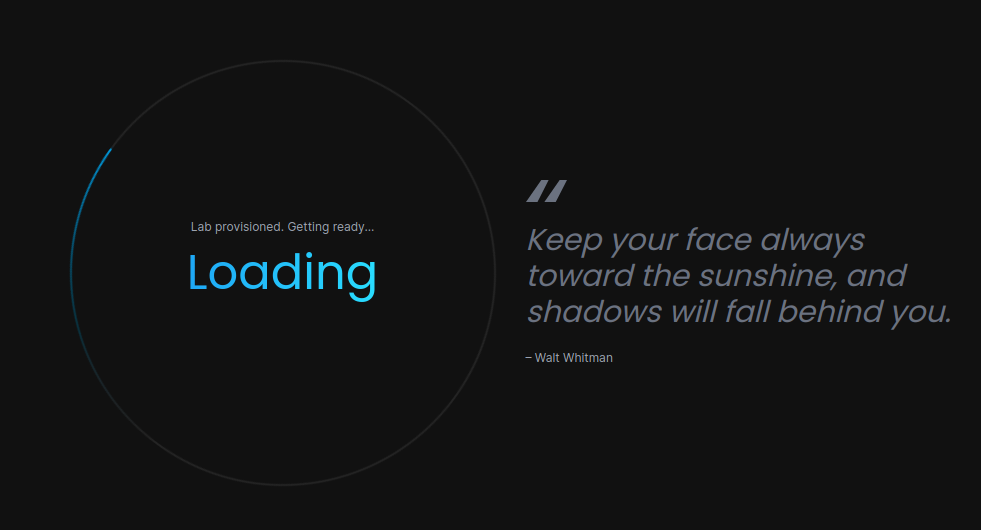 Lab provisioned. Getting ready...
Loading
Keep your face always
toward the sunshine, and
shadows will fall behind you.
– Walt Whitman